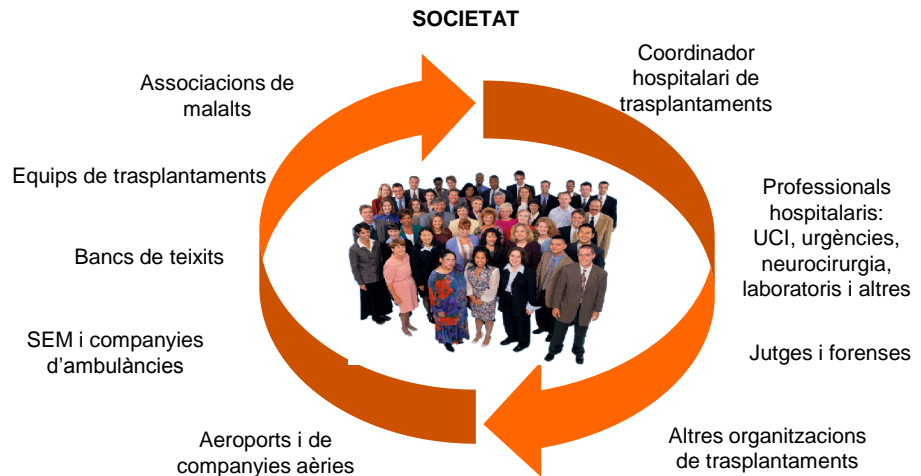 SOCIETAT
Coordinador
hospitalari de
trasplantaments
Professionals
hospitalaris:
UCI, urgències,
neurocirurgia,
laboratoris i altres
Jutges i forenses
Altres organitzacions
de trasplantaments
Aeroports i de
companyies aèries
SEM i companyies
d’ambulàncies
Bancs de teixits
Equips de trasplantaments
Associacions de
malalts